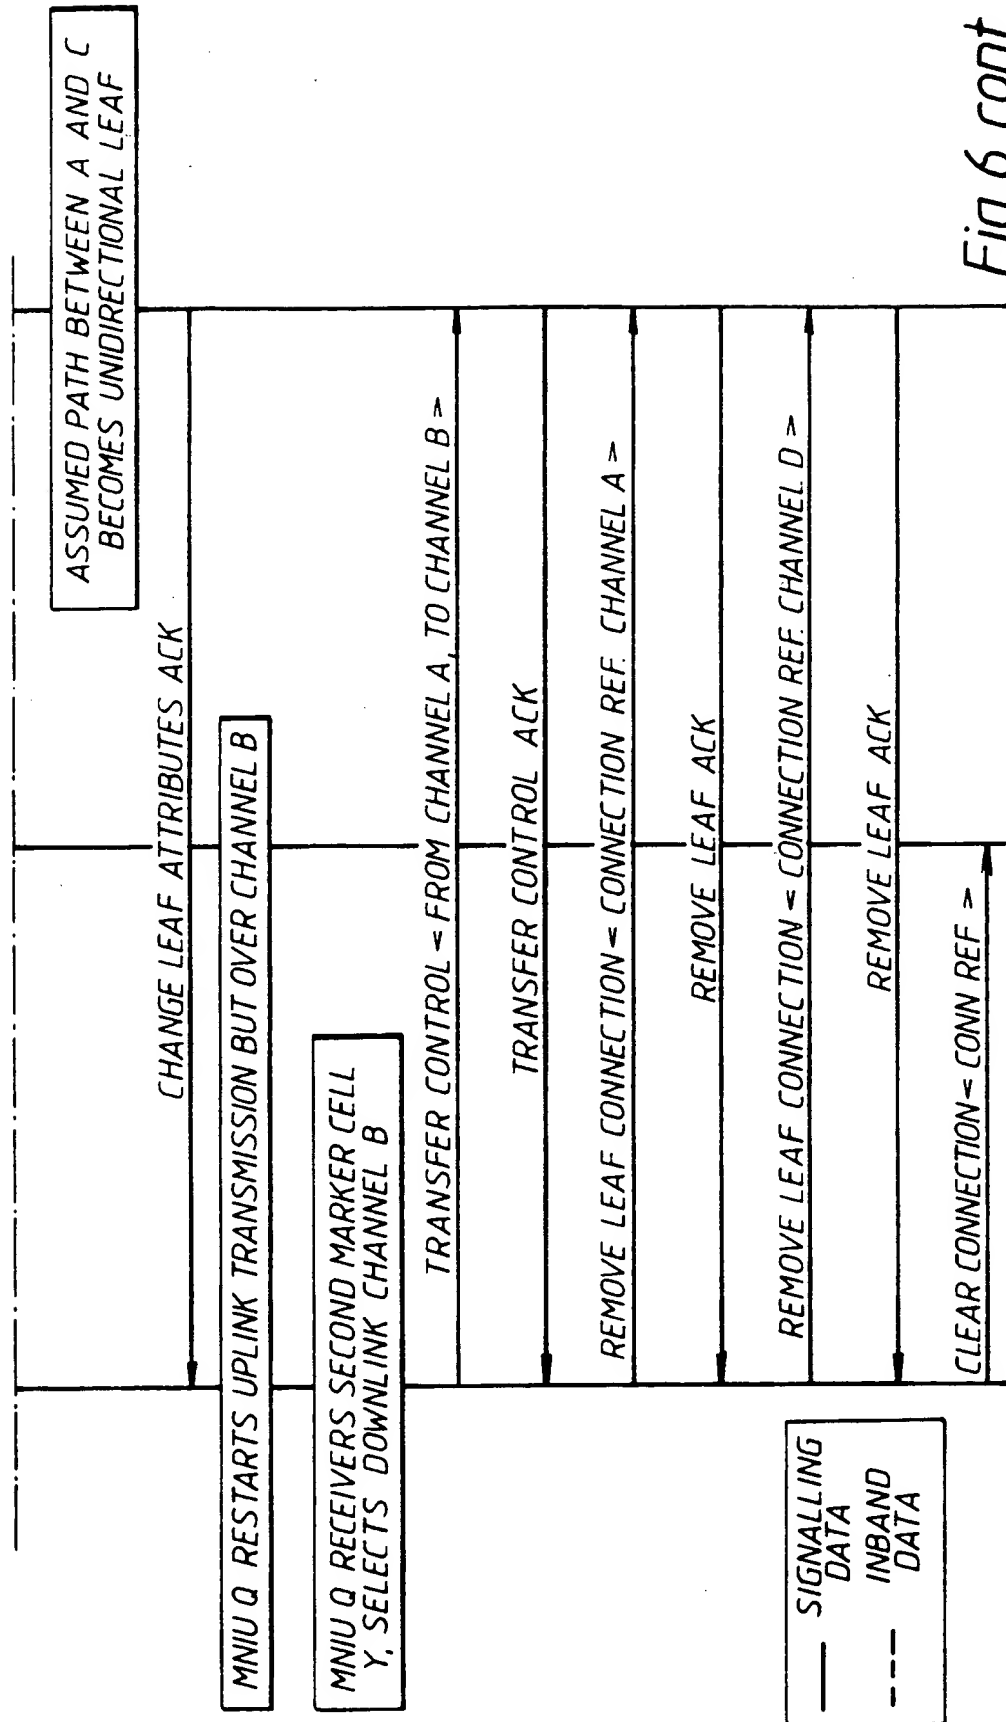 ASSUMED PATH BETWEEN A AND C
BECOMES UNIDIRECTIONAL LEAF
CHANGE LEAF ATTRIBUTES ACK
MNIU Q RESTARTS UPLINK TRANSMISSION BUT OVER CHANNEL B
MNIU Q RECEIVERS SECOND MARKER CELL
Y, SELECTS DOWNLINK CHANNEL B
TRANSFER CONTROL < FROM CHANNEL A, TO CHANNEL B >
TRANSFER CONTROL ACK
REMOVE LEAF CONNECTION < CONNECTION REF. CHANNEL A >
REMOVE LEAF ACK
REMOVE LEAF CONNECTION < CONNECTION REF. CHANNEL D >
REMOVE LEAF ACK
CLEAR CONNECTION < CONN REF >
SIGNALLING
DATA
INBAND
DATA
Fig 6 cont